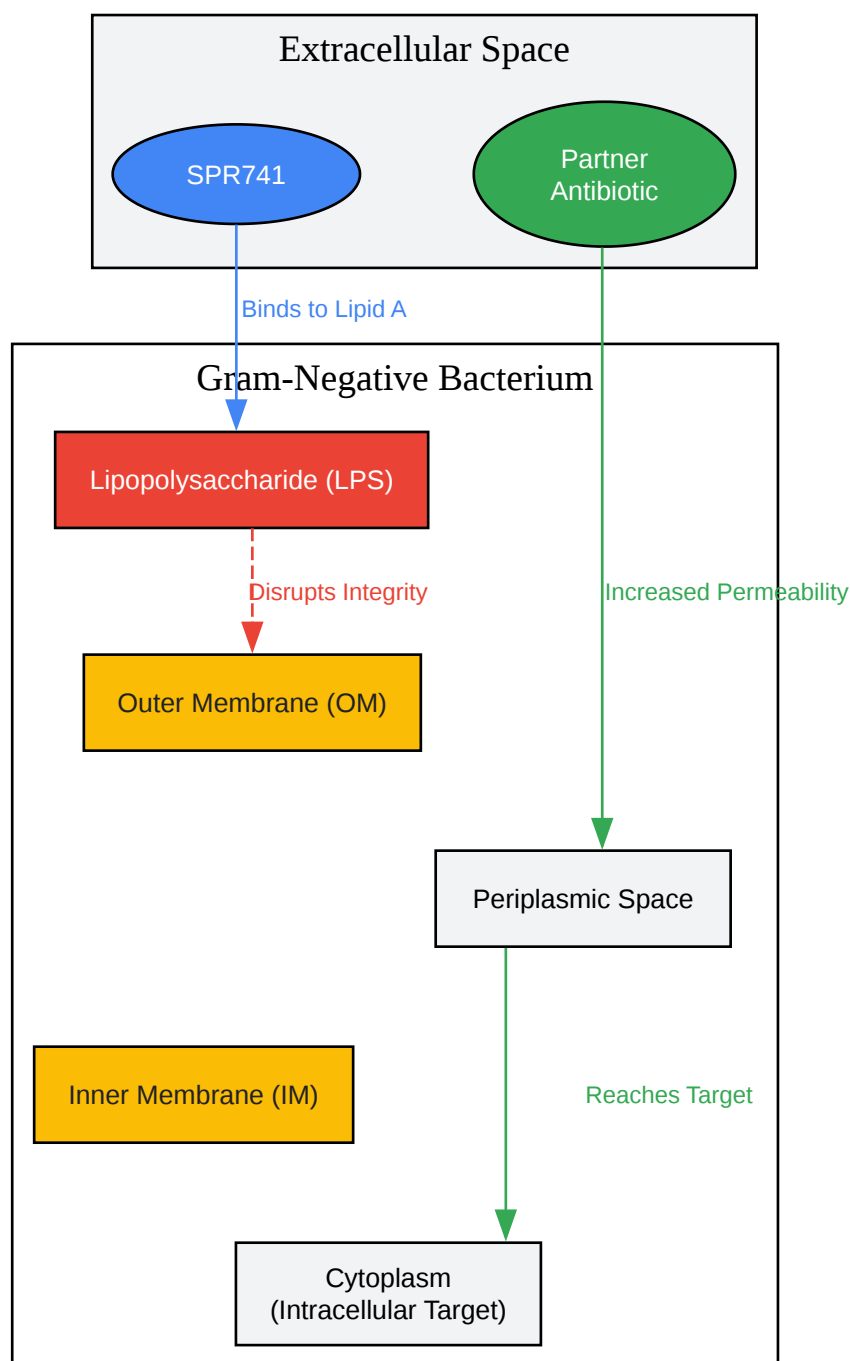 Extracellular Space
SPR741
Partner
Antibiotic
Binds to Lipid A
Gram-Negative Bacterium
Lipopolysaccharide (LPS)
Disrupts Integrity
Increased Permeability
Outer Membrane (OM)
Periplasmic Space
Inner Membrane (IM)
Reaches Target
Cytoplasm
(Intracellular Target)